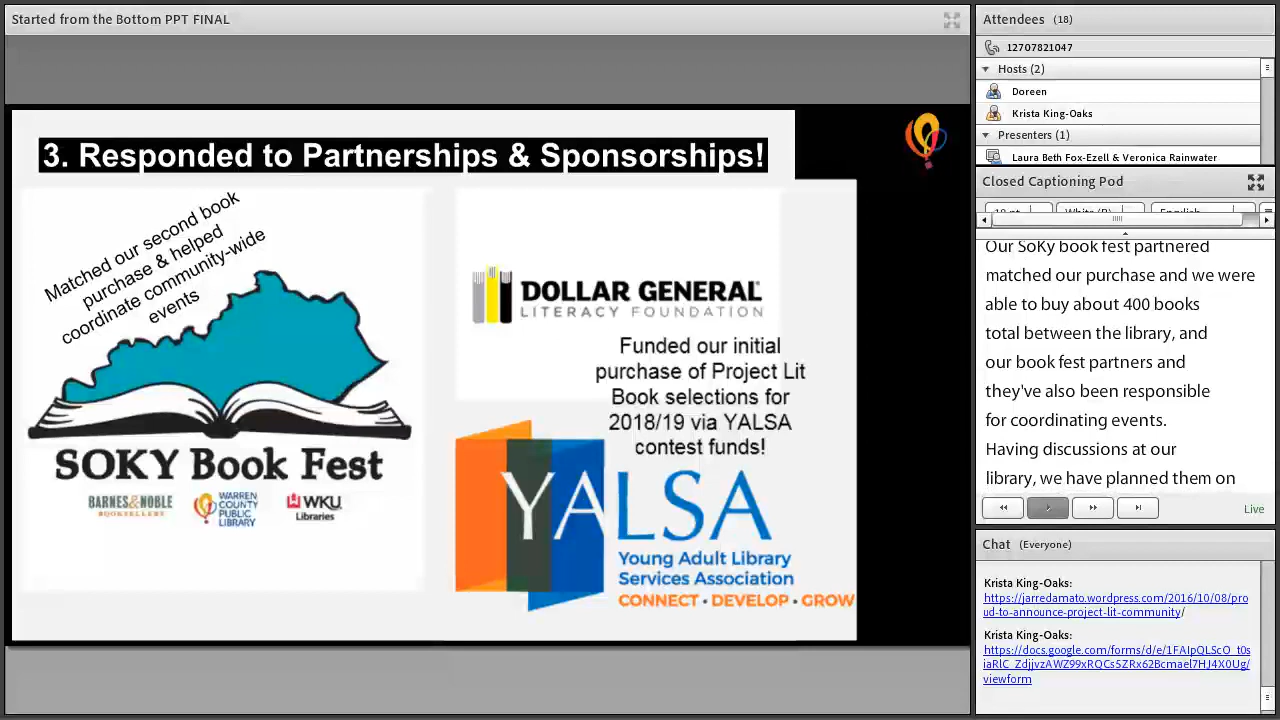 Started from the Bottom PPT FINAL
3. Responded to Partnerships & Sponsorships!
Matched our second book
purchase & helped
coordinate community-wide
events
SOKY Book Fest
BARNES & NOBLE
BOOKSELLERS
WARREN
COUNTY
PUBLIC
LIBRARY
WKU
Libraries
DOLLAR GENERAL
LITERACY FOUNDATION
Funded our initial
purchase of Project Lit
Book selections for
2018/19 via YALSA
contest funds!
YALSA
Young Adult Library
Services Association
CONNECT • DEVELOP • GROW
Attendees (18)
12707821047
Hosts (2)
Doreen
Krista King-Oaks
Presenters (1)
Laura Beth Fox-Ezell & Veronica Rainwater
Closed Captioning Pod
English
Our SoKy book fest partnered
matched our purchase and we were
able to buy about 400 books
total between the library, and
our book fest partners and
they've also been responsible
for coordinating events.
Having discussions at our
library, we have planned them on
Live
Chat (Everyone)
Krista King-Oaks:
https://jarredamato.wordpress.com/2016/10/08/pro
ud-to-announce-project-lit-community/
Krista King-Oaks:
https://docs.google.com/forms/d/e/1FAIpQLScO_t0s
iaRlC_ZdjjvzAWZ99xRQCs5ZRx62Bcmael7HJ4X0Ug/
viewform